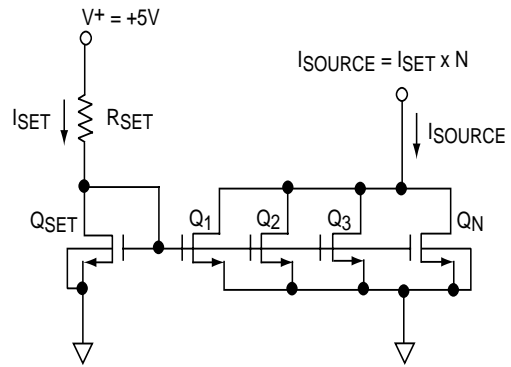 V+ = +5V
ISOURCE = ISET x N
ISET
RSET
ISOURCE
QSET
Q1
Q2
Q3
QN